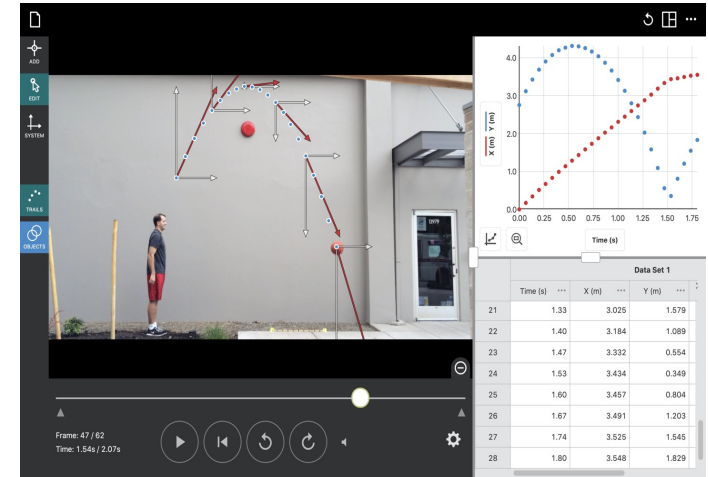 ADD
EDIT
SYSTEM
TRAILS
OBJECTS
11979
Frame: 47 / 62
Time: 1.54s / 2.07s
Y (m)
X (m)
4.0
3.0
2.0
1.0
0.0
0.00 0.25 0.50 0.75 1.00 1.25 1.50 1.75
Time (s)
Data Set 1
Time (s) X (m) Y (m)
21 1.33 3.025 1.579
22 1.40 3.184 1.089
23 1.47 3.332 0.554
24 1.53 3.434 0.349
25 1.60 3.457 0.804
26 1.67 3.491 1.203
27 1.74 3.525 1.545
28 1.80 3.548 1.829